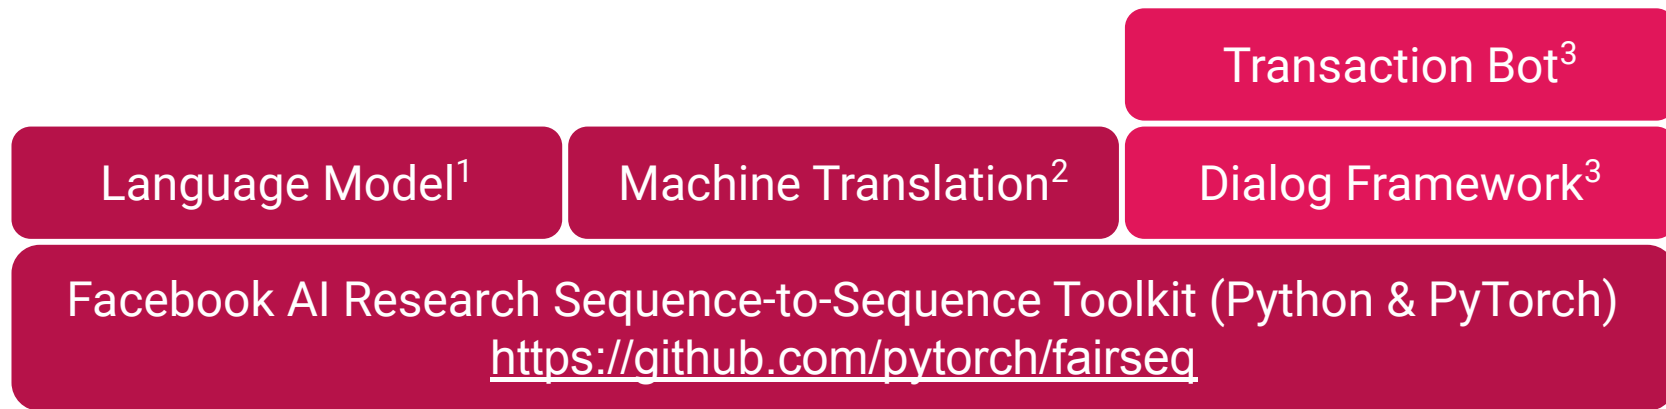 Transaction Bot³
Language Model¹
Machine Translation²
Dialog Framework³
Facebook AI Research Sequence-to-Sequence Toolkit (Python & PyTorch)
https://github.com/pytorch/fairseq